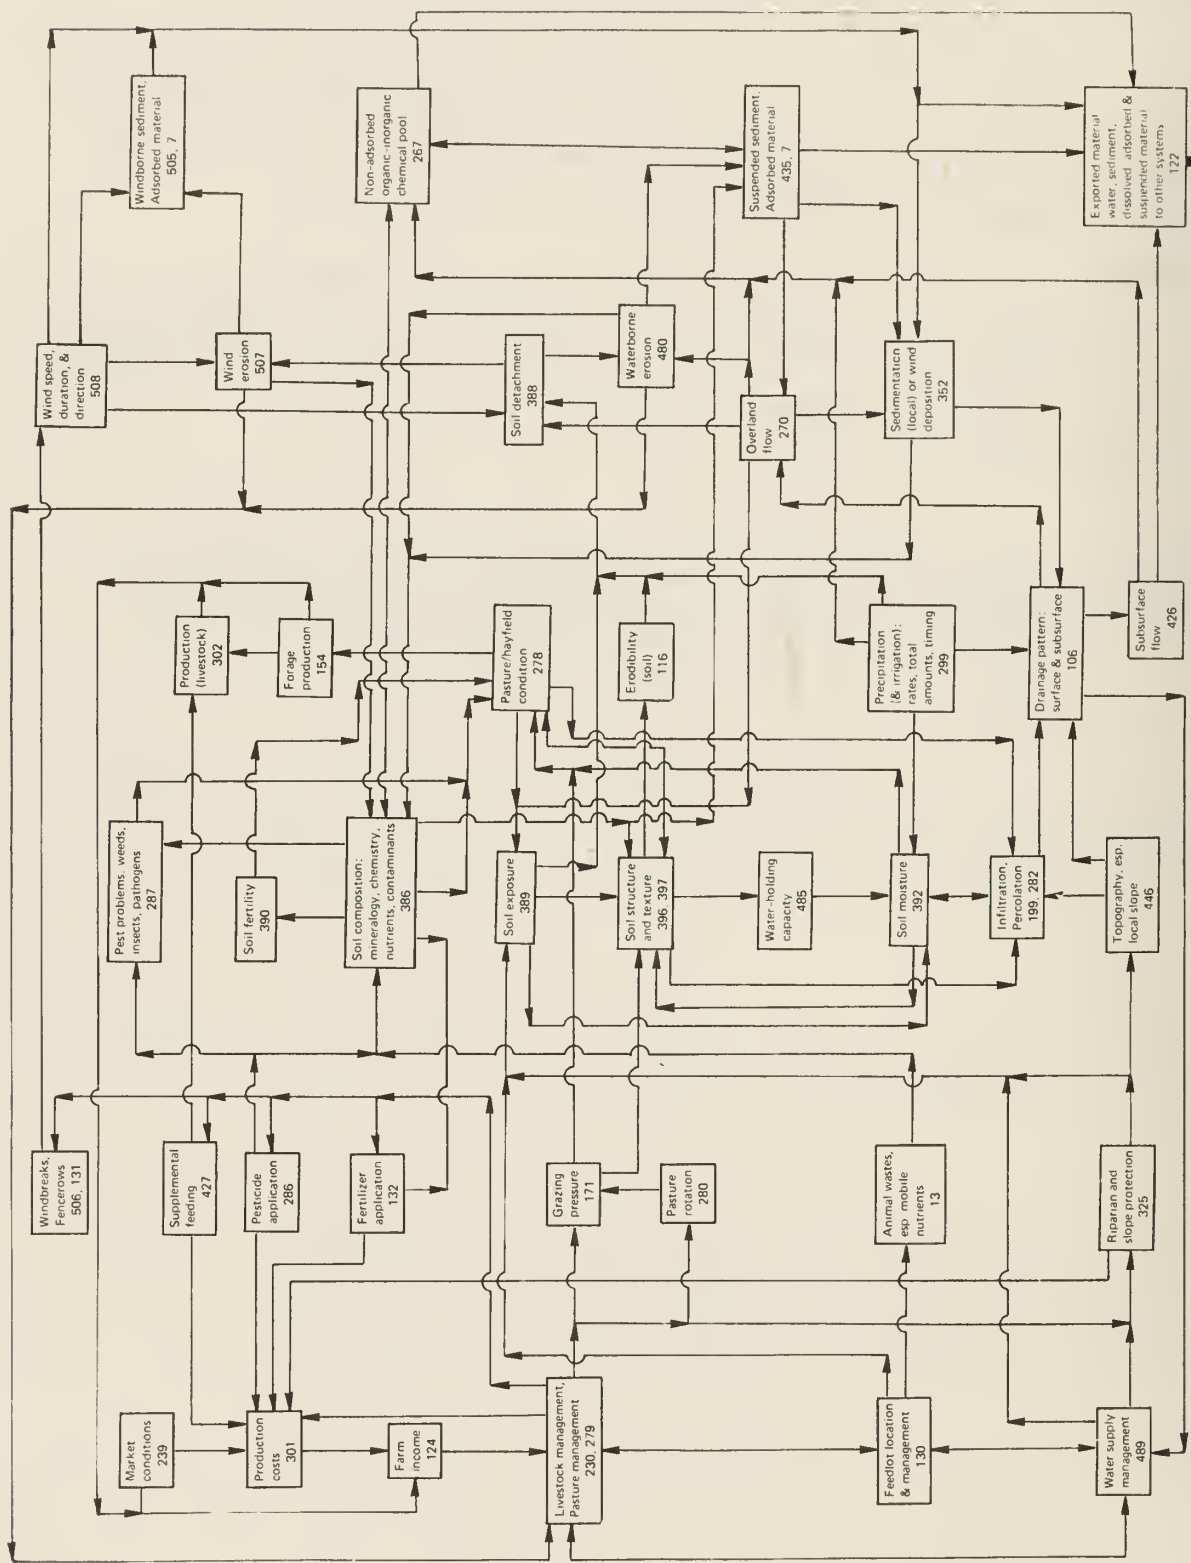 Market
conditions
239
Production
costs
301
Farm
income
124
Livestock management,
Pasture management
230, 279
Feedlot location
& management
130
Water supply
management
489
Windbreaks,
Fencerows
506, 131
Supplemental
feeding
427
Pesticide
application
286
Fertilizer
application
132
Grazing
pressure
171
Pasture
rotation
280
Animal wastes,
esp mobile
nutrients
13
Riparian and
slope protection
325
Pest problems. weeds,
insects, pathogens
287
Soil fertility
390
Soil composition:
mineralogy, chemistry,
nutrients, contaminants
386
Soil exposure
389
Soil structure
and texture
396, 397
Water-holding
capacity
485
Soil moisture
392
Infiltration,
Percolation
199, 282
Topography, esp.
local slope
446
Production
(livestock)
302
Forage
production
154
Pasture/hayfield
condition
278
Erodibility
(soil)
116
Precipitation
(& irrigation):
rates, total
amounts, timing
299
Drainage pattern:
surface & subsurface
106
Subsurface
flow
426
Wind speed,
duration, &
direction
508
Wind
erosion
507
Soil detachment
388
Waterborne
erosion
480
Overland
flow
270
Sedimentation
(local) or wind
deposition
352
Windborne sediment,
Adsorbed material
505, 7
Non-adsorbed
organic-inorganic
chemical pool
267
Suspended sediment.
Adsorbed material
435, 7
Exported material
water, sediment,
dissolved adsorbed &
suspended material
to other systems
122